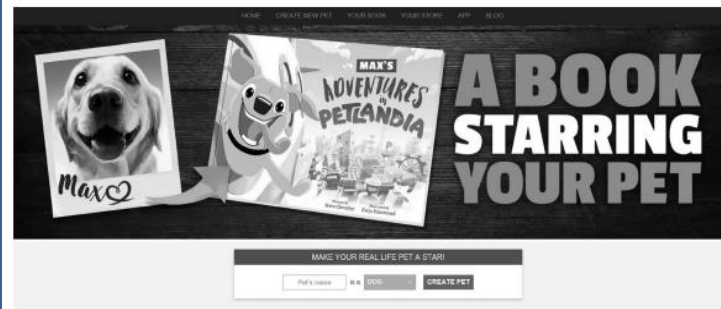 HOME CREATE NEW PET YOUR BOOK YOUR STORE APP BLOG
Max
MAX'S
ADVENTURES
in
PETLANDIA
A BOOK
STARRING
YOUR PET
MAKE YOUR REAL LIFE PET A STAR!
Pet's name is a DOG CREATE PET